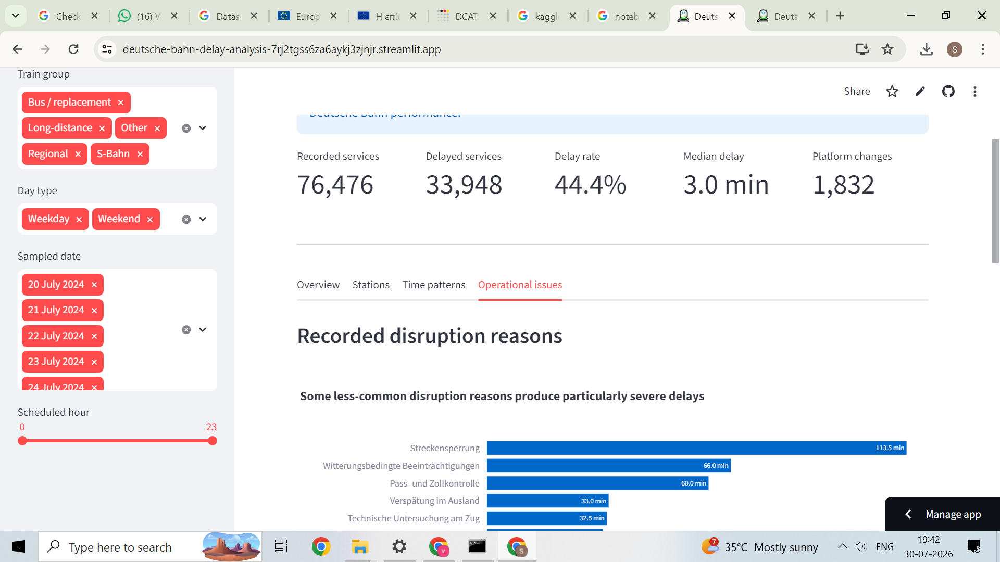 Check
(16) W
Datas
Europ
Η επίσ
DCAT-
kaggl
noteb
Deuts
Deuts
deutsche-bahn-delay-analysis-7rj2tgss6za6aykj3zjnjr.streamlit.app
S
Train group
Bus / replacement
Long-distance
Other
Regional
S-Bahn
Day type
Weekday
Weekend
Sampled date
20 July 2024
21 July 2024
22 July 2024
23 July 2024
24 July 2024
Scheduled hour
0
23
Share
Deutsche Bahn performance.
Recorded services
76,476
Delayed services
33,948
Delay rate
44.4%
Median delay
3.0 min
Platform changes
1,832
Overview
Stations
Time patterns
Operational issues
Recorded disruption reasons
Some less-common disruption reasons produce particularly severe delays
Streckensperrung
113.5 min
Witterungsbedingte Beeinträchtigungen
66.0 min
Pass- und Zollkontrolle
60.0 min
Verspätung im Ausland
33.0 min
Technische Untersuchung am Zug
32.5 min
Manage app
Type here to search
V
S
7
35°C Mostly sunny
ENG
19:42
30-07-2026